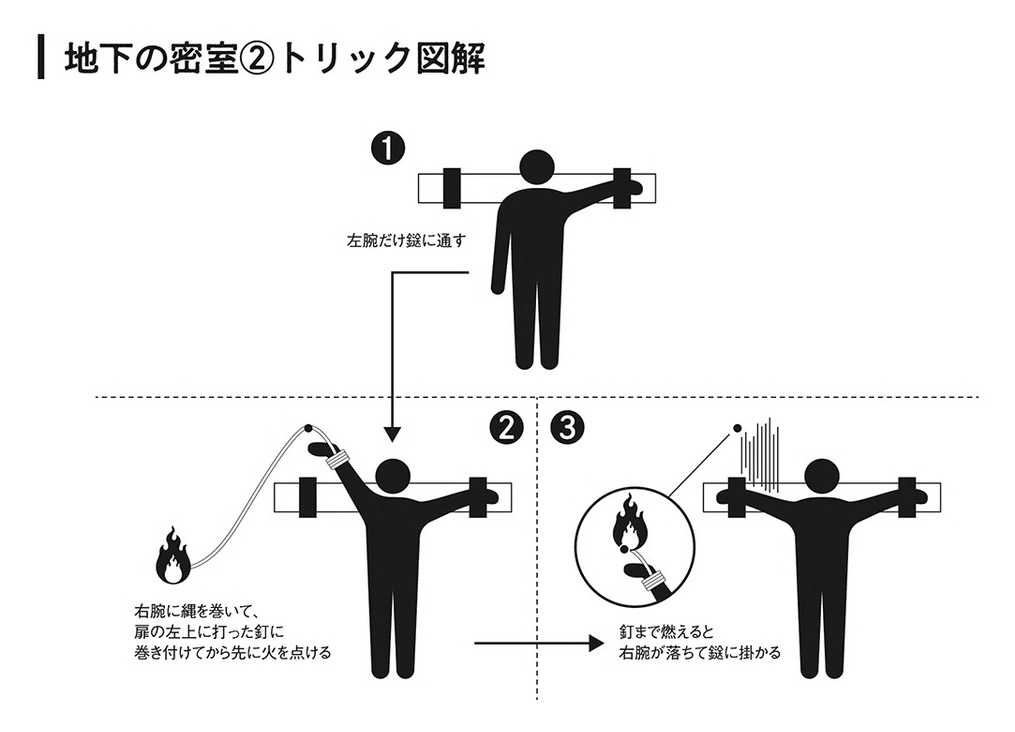 地下の密室②トリック図解
❶
左腕だけ鎹に通す
❷
右腕に縄を巻いて、
扉の左上に打った釘に
巻き付けてから先に火を点ける
❸
釘まで燃えると
右腕が落ちて鎹に掛かる